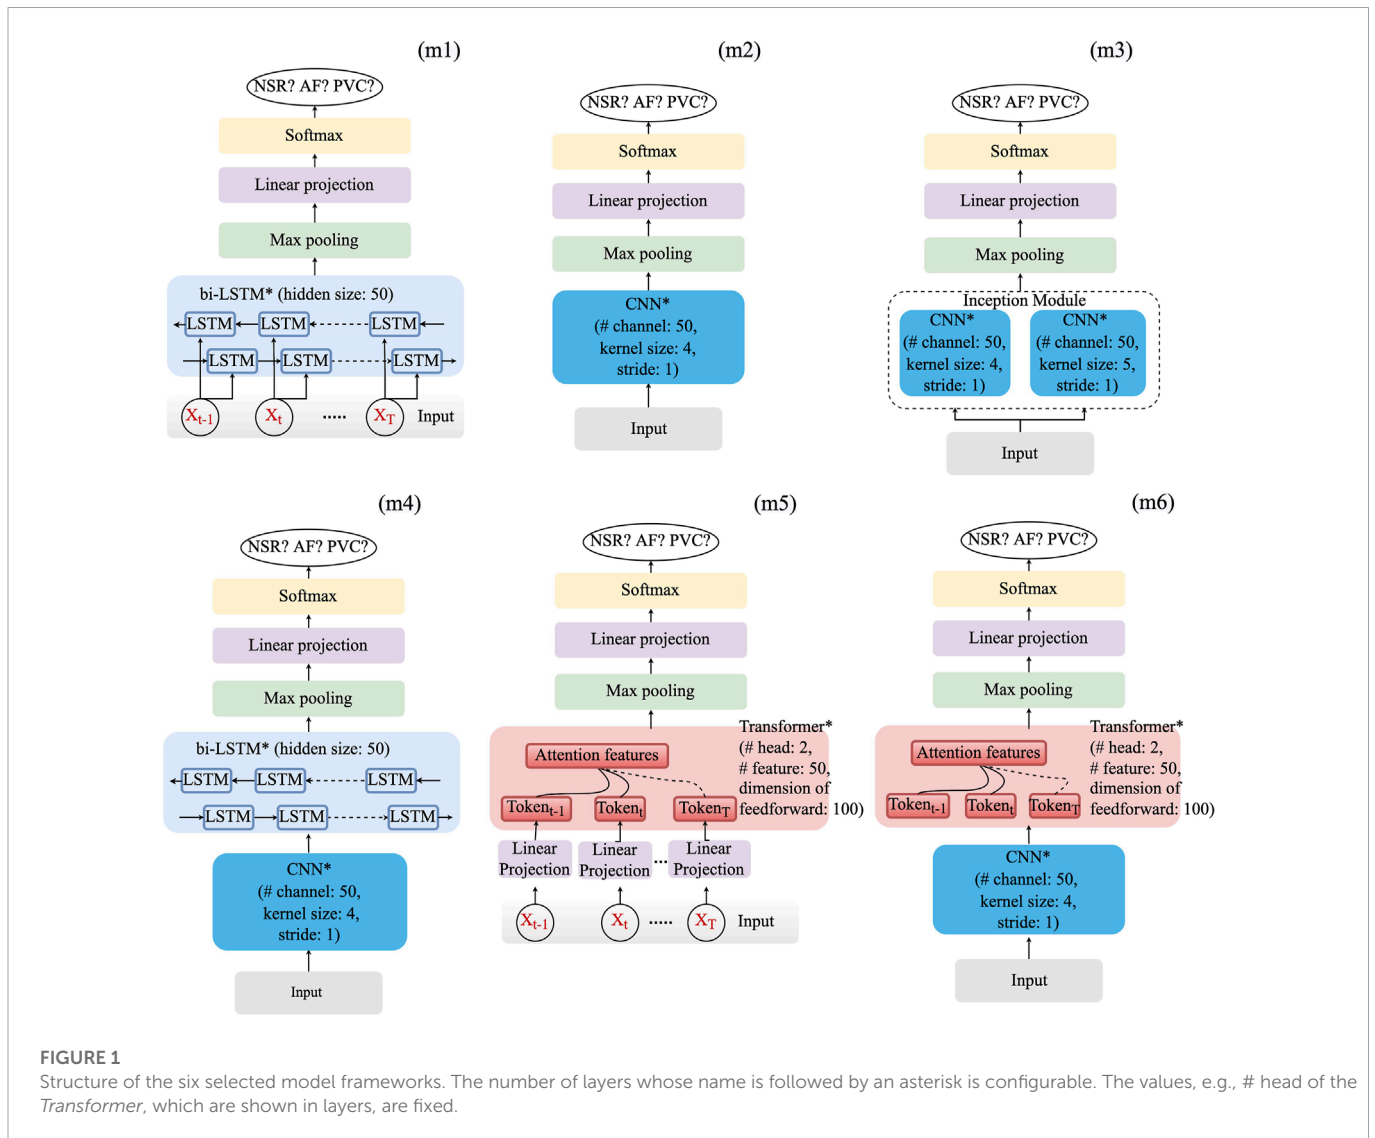 (m1)
NSR? AF? PVC?
Softmax
Linear projection
Max pooling
bi-LSTM* (hidden size: 50)
LSTM LSTM LSTM
LSTM LSTM LSTM
Xt-1 Xt ..... XT Input
(m2)
NSR? AF? PVC?
Softmax
Linear projection
Max pooling
CNN*
(# channel: 50,
kernel size: 4,
stride: 1)
Input
(m3)
NSR? AF? PVC?
Softmax
Linear projection
Max pooling
Inception Module
CNN*
(# channel: 50,
kernel size: 4,
stride: 1)
CNN*
(# channel: 50,
kernel size: 5,
stride: 1)
Input
(m4)
NSR? AF? PVC?
Softmax
Linear projection
Max pooling
bi-LSTM* (hidden size: 50)
LSTM LSTM LSTM
LSTM LSTM LSTM
CNN*
(# channel: 50,
kernel size: 4,
stride: 1)
Input
(m5)
NSR? AF? PVC?
Softmax
Linear projection
Max pooling
Transformer*
(# head: 2,
# feature: 50,
dimension of
feedforward: 100)
Attention features
Tokent-1 Tokent TokenT
Linear
Projection
Linear
Projection
...
Linear
Projection
Xt-1 Xt ..... XT Input
(m6)
NSR? AF? PVC?
Softmax
Linear projection
Max pooling
Transformer*
(# head: 2,
# feature: 50,
dimension of
feedforward: 100)
Attention features
Tokent-1 Tokent TokenT
CNN*
(# channel: 50,
kernel size: 4,
stride: 1)
Input
FIGURE 1
Structure of the six selected model frameworks. The number of layers whose name is followed by an asterisk is configurable. The values, e.g., # head of the
Transformer, which are shown in layers, are fixed.